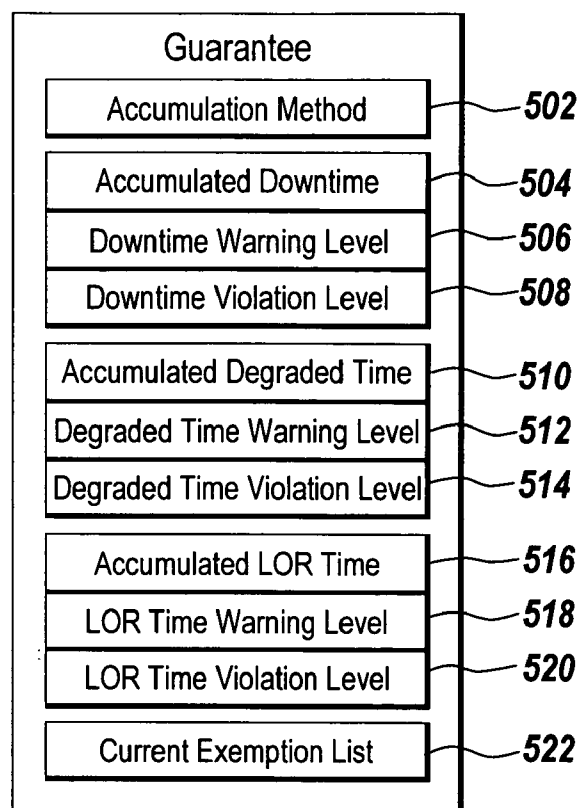 Guarantee
Accumulation Method 502
Accumulated Downtime 504
Downtime Warning Level 506
Downtime Violation Level 508
Accumulated Degraded Time 510
Degraded Time Warning Level 512
Degraded Time Violation Level 514
Accumulated LOR Time 516
LOR Time Warning Level 518
LOR Time Violation Level 520
Current Exemption List 522